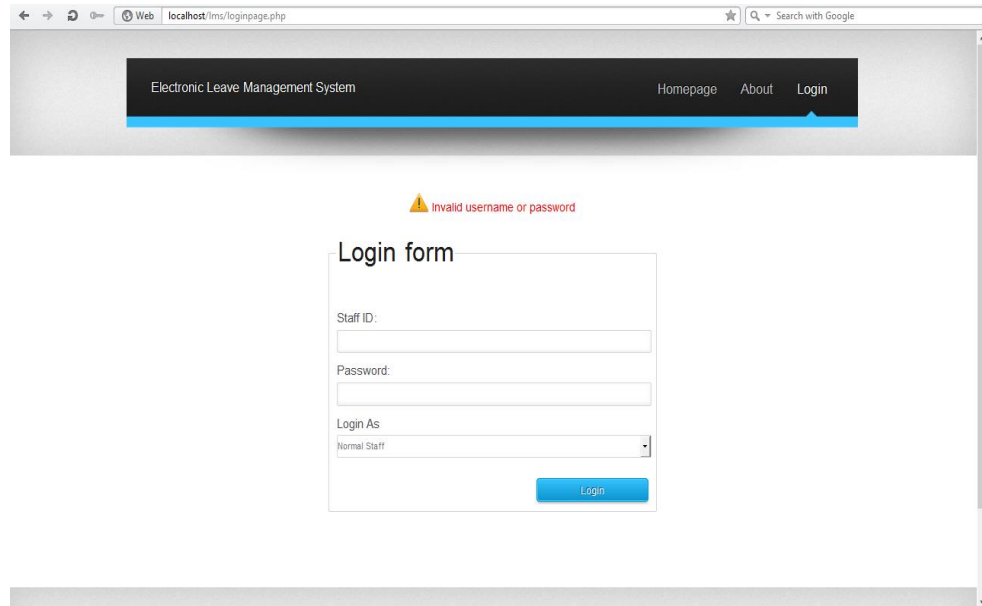 Web localhost/lms/loginpage.php Search with Google
Electronic Leave Management System Homepage About Login
Invalid username or password
Login form
Staff ID:
Password:
Login As
Normal Staff
Login